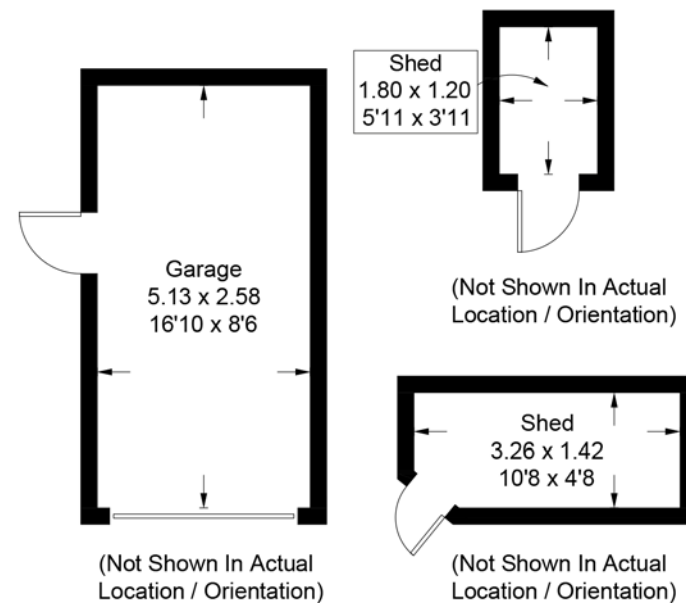 Shed
1.80 x 1.20
5'11 x 3'11
(Not Shown In Actual
Location / Orientation)
Garage
5.13 x 2.58
16'10 x 8'6
(Not Shown In Actual
Location / Orientation)
Shed
3.26 x 1.42
10'8 x 4'8
(Not Shown In Actual
Location / Orientation)